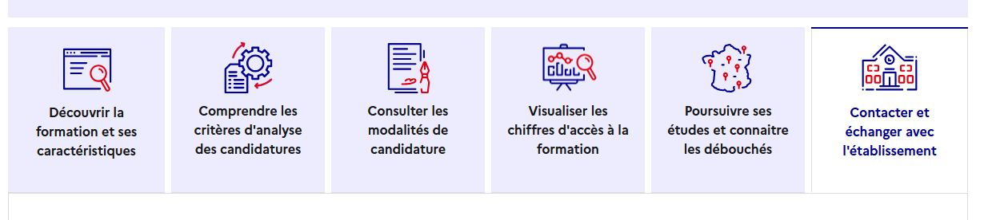 Découvrir la
formation et ses
caractéristiques
Comprendre les
critères d'analyse
des candidatures
Consulter les
modalités de
candidature
Visualiser les
chiffres d'accès à la
formation
Poursuivre ses
études et connaitre
les débouchés
Contacter et
échanger avec
l'établissement